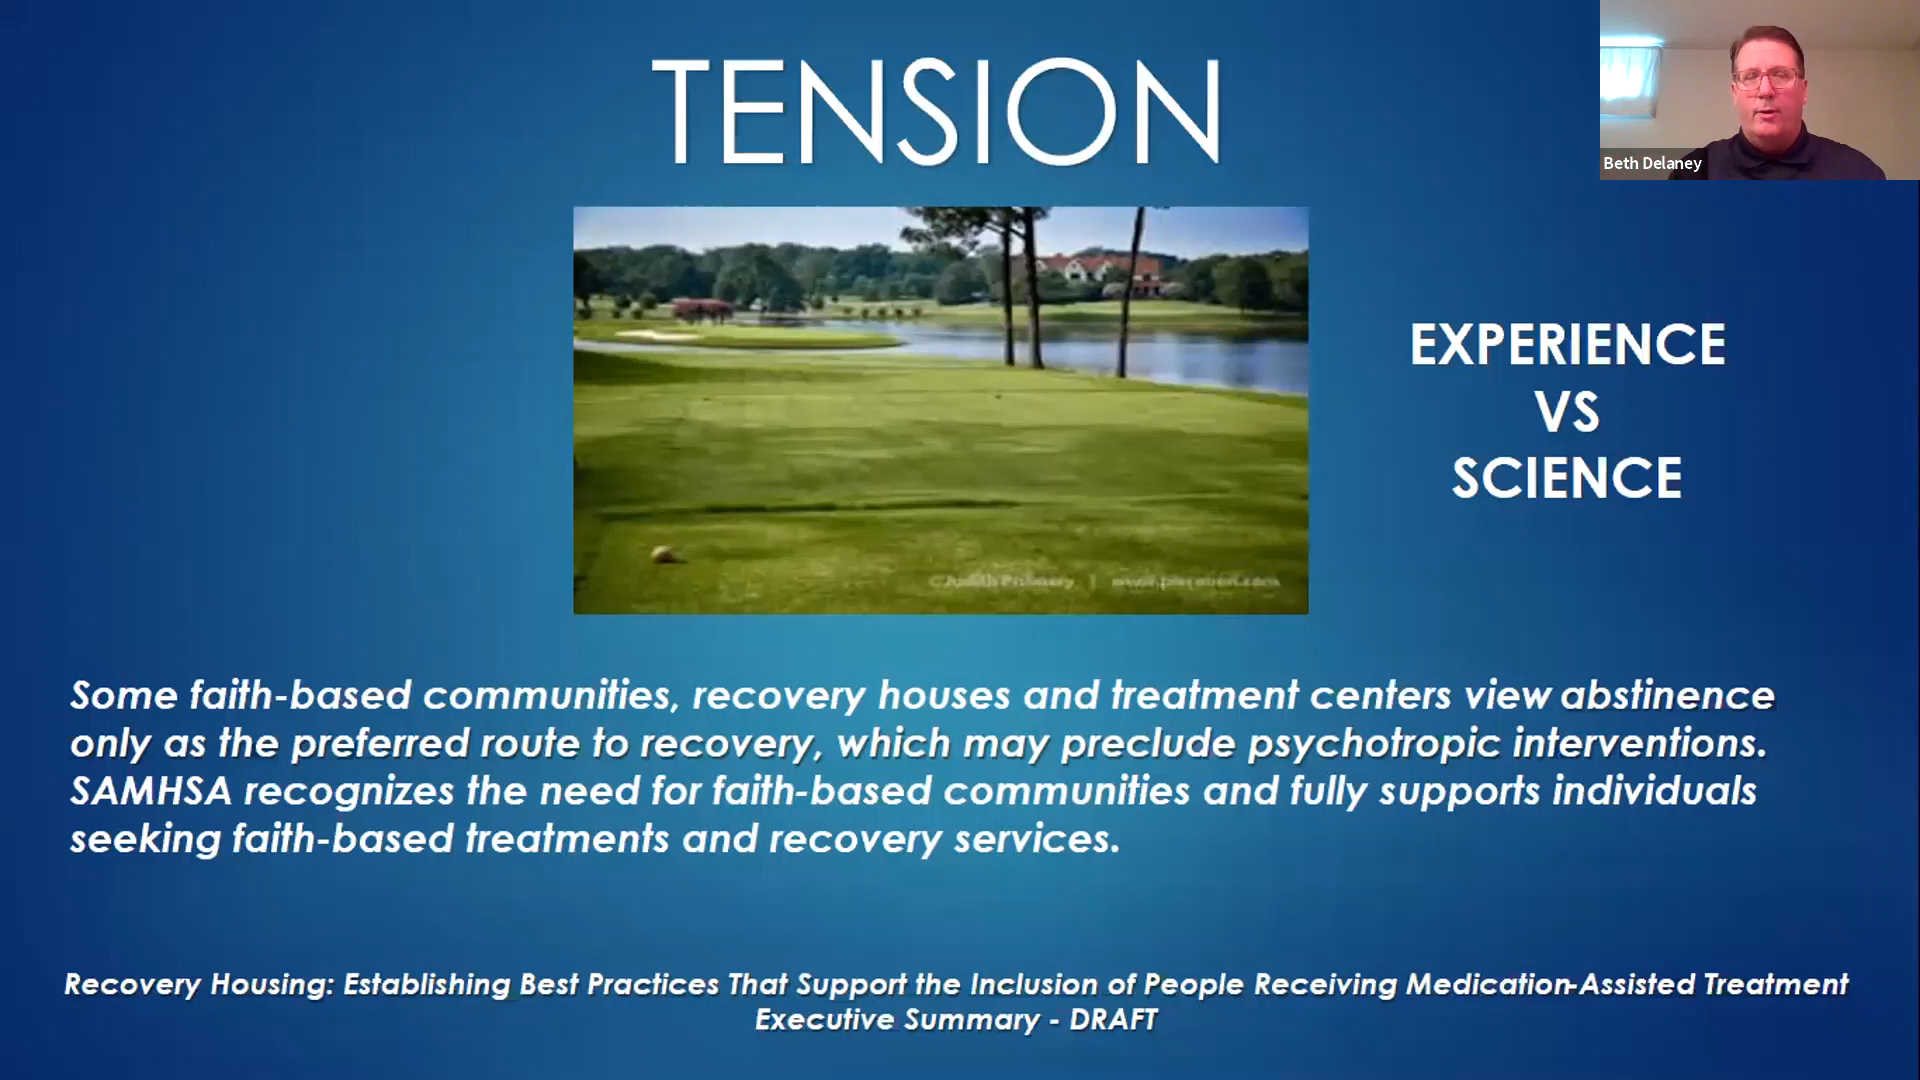 TENSION
Beth Delaney
EXPERIENCE
VS
SCIENCE
Some faith-based communities, recovery houses and treatment centers view abstinence
only as the preferred route to recovery, which may preclude psychotropic interventions.
SAMHSA recognizes the need for faith-based communities and fully supports individuals
seeking faith-based treatments and recovery services.
Recovery Housing: Establishing Best Practices That Support the Inclusion of People Receiving Medication-Assisted Treatment
Executive Summary - DRAFT